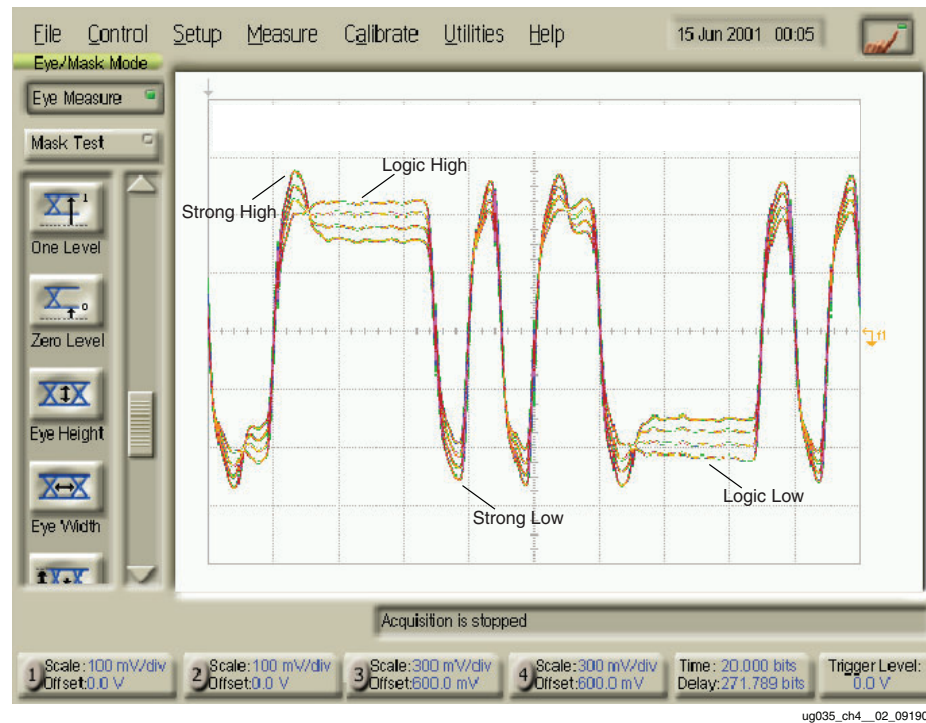 File Control Setup Measure Calibrate Utilities Help 15 Jun 2001 00:05
Eye/Mask Mode
Eye Measure
Mask Test
1
One Level
0
Zero Level
Eye Height
Eye Width
Strong High
Logic High
f1
Logic Low
Strong Low
Acquisition is stopped
1 Scale:100 mV/div
Offset:0.0 V
2 Scale:100 mV/div
Offset:0.0 V
3 Scale:300 mV/div
Offset:600.0 mV
4 Scale:300 mV/div
Offset:600.0 mV
Time: 20.000 bits
Delay:271.789 bits
Trigger Level:
0.0 V
ug035_ch4__02_09190